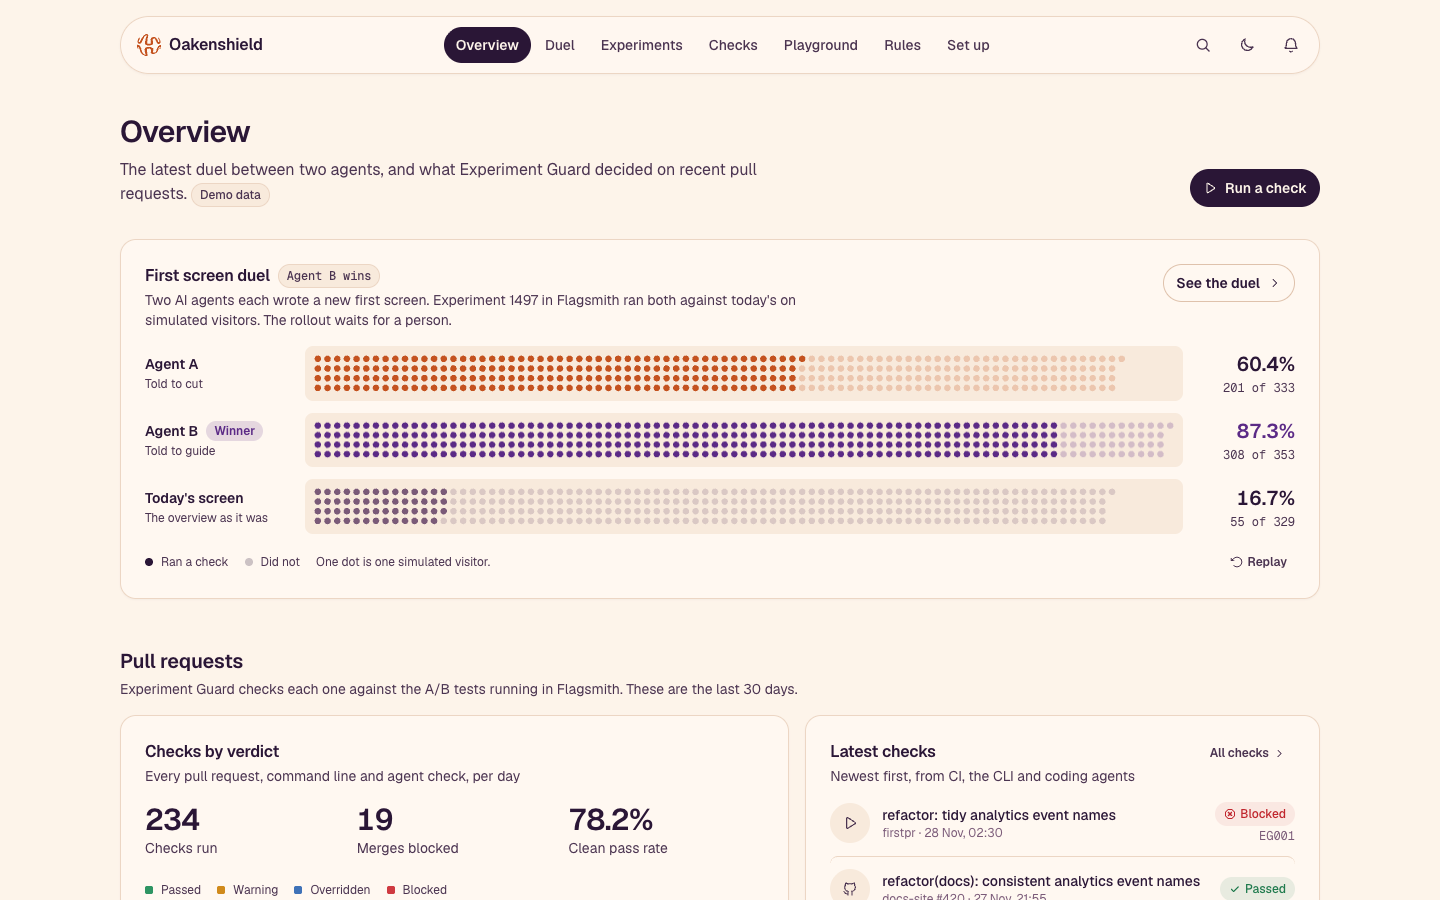 Oakenshield
Overview
Duel
Experiments
Checks
Playground
Rules
Set up
Overview
The latest duel between two agents, and what Experiment Guard decided on recent pull
requests. Demo data
Run a check
First screen duel Agent B wins
Two AI agents each wrote a new first screen. Experiment 1497 in Flagsmith ran both against today's on
simulated visitors. The rollout waits for a person.
See the duel
Agent A
Told to cut
60.4%
201 of 333
Agent B Winner
Told to guide
87.3%
308 of 353
Today's screen
The overview as it was
16.7%
55 of 329
Ran a check Did not One dot is one simulated visitor.
Replay
Pull requests
Experiment Guard checks each one against the A/B tests running in Flagsmith. These are the last 30 days.
Checks by verdict
Every pull request, command line and agent check, per day
234
Checks run
19
Merges blocked
78.2%
Clean pass rate
Passed Warning Overridden Blocked
Latest checks
All checks
Newest first, from CI, the CLI and coding agents
refactor: tidy analytics event names
firstpr · 28 Nov, 02:30
Blocked
EG001
refactor(docs): consistent analytics event names
docs-site #420 · 27 Nov, 21:55
Passed